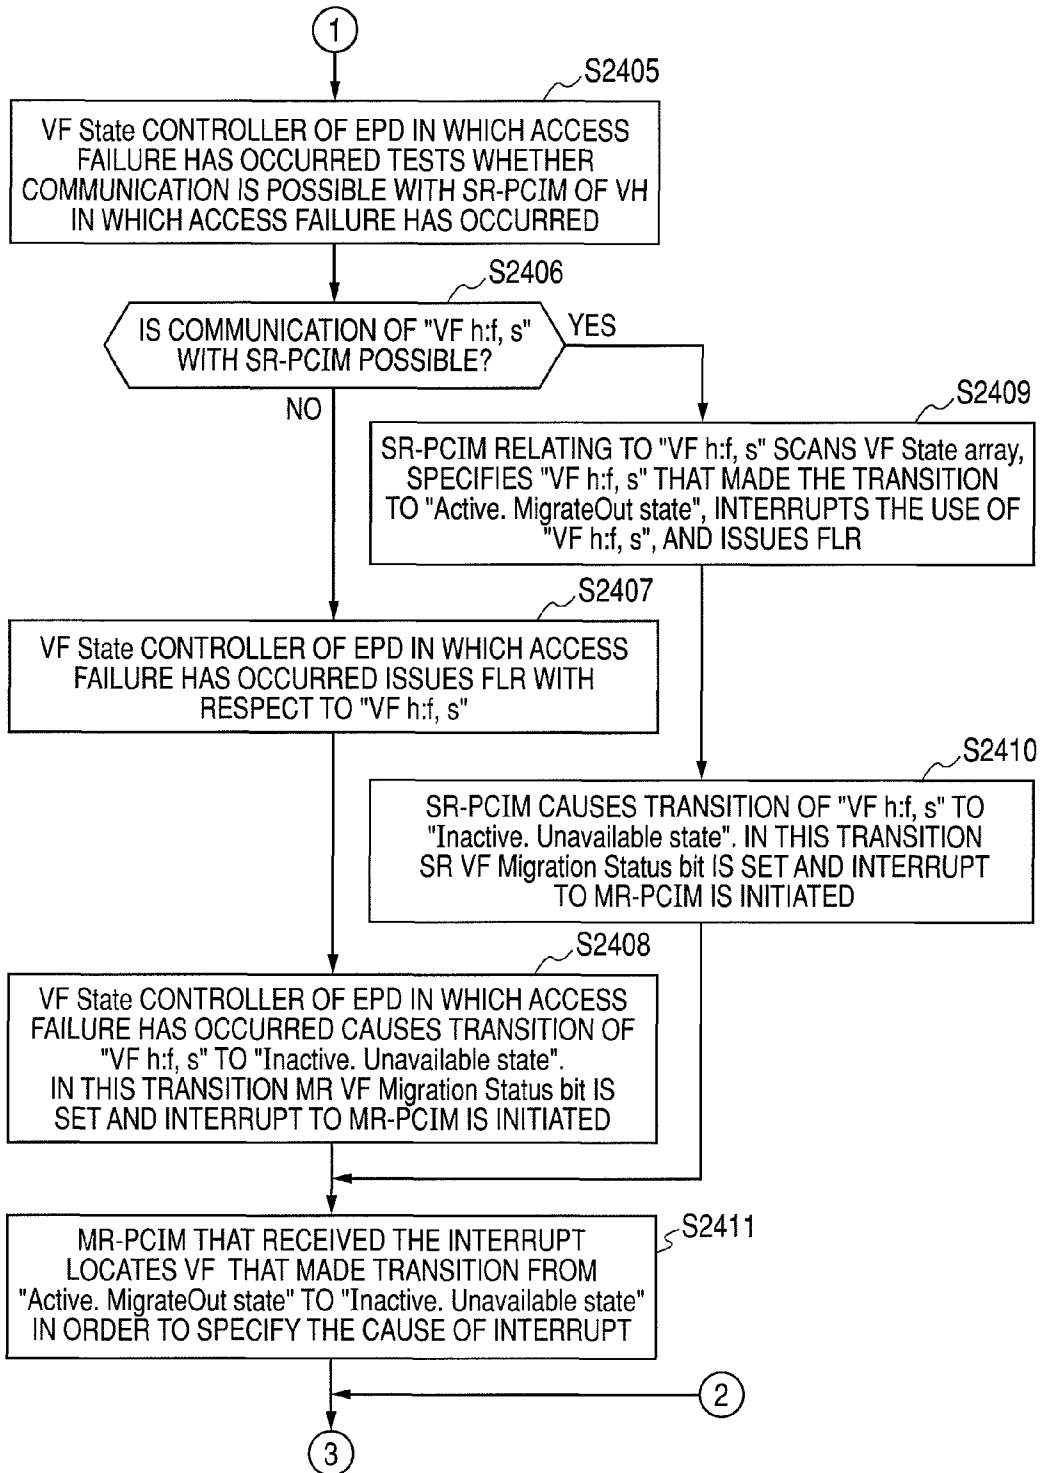 1
S2405
VF State CONTROLLER OF EPD IN WHICH ACCESS
FAILURE HAS OCCURRED TESTS WHETHER
COMMUNICATION IS POSSIBLE WITH SR-PCIM OF VH
IN WHICH ACCESS FAILURE HAS OCCURRED
S2406
IS COMMUNICATION OF "VF h:f, s"
WITH SR-PCIM POSSIBLE?
YES
NO
S2409
SR-PCIM RELATING TO "VF h:f, s" SCANS VF State array,
SPECIFIES "VF h:f, s" THAT MADE THE TRANSITION
TO "Active. MigrateOut state", INTERRUPTS THE USE OF
"VF h:f, s", AND ISSUES FLR
S2407
VF State CONTROLLER OF EPD IN WHICH ACCESS
FAILURE HAS OCCURRED ISSUES FLR WITH
RESPECT TO "VF h:f, s"
S2410
SR-PCIM CAUSES TRANSITION OF "VF h:f, s" TO
"Inactive. Unavailable state". IN THIS TRANSITION
SR VF Migration Status bit IS SET AND INTERRUPT
TO MR-PCIM IS INITIATED
S2408
VF State CONTROLLER OF EPD IN WHICH ACCESS
FAILURE HAS OCCURRED CAUSES TRANSITION OF
"VF h:f, s" TO "Inactive. Unavailable state".
IN THIS TRANSITION MR VF Migration Status bit IS
SET AND INTERRUPT TO MR-PCIM IS INITIATED
S2411
MR-PCIM THAT RECEIVED THE INTERRUPT
LOCATES VF THAT MADE TRANSITION FROM
"Active. MigrateOut state" TO "Inactive. Unavailable state"
IN ORDER TO SPECIFY THE CAUSE OF INTERRUPT
2
3